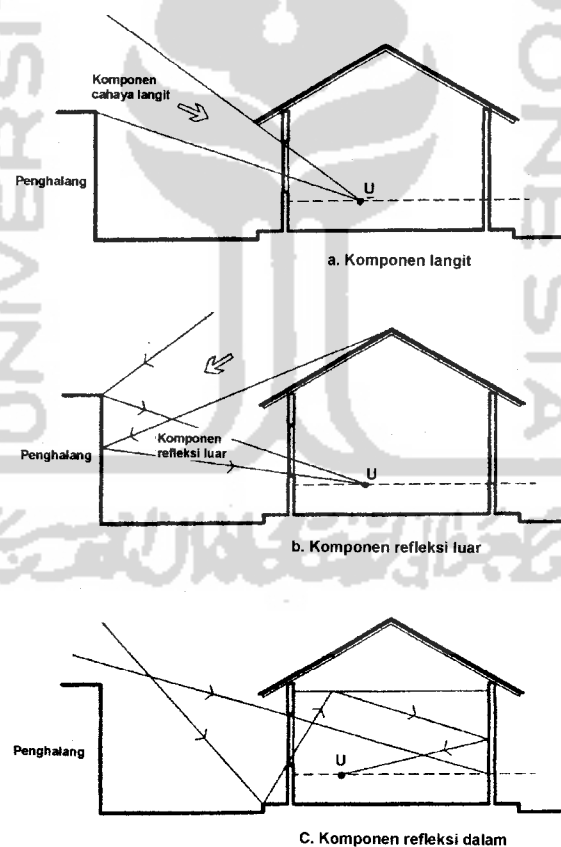 Komponen
cahaya langit
Penghalang
U
a. Komponen langit
Komponen
refleksi luar
Penghalang
U
b. Komponen refleksi luar
Penghalang
U
C. Komponen refleksi dalam